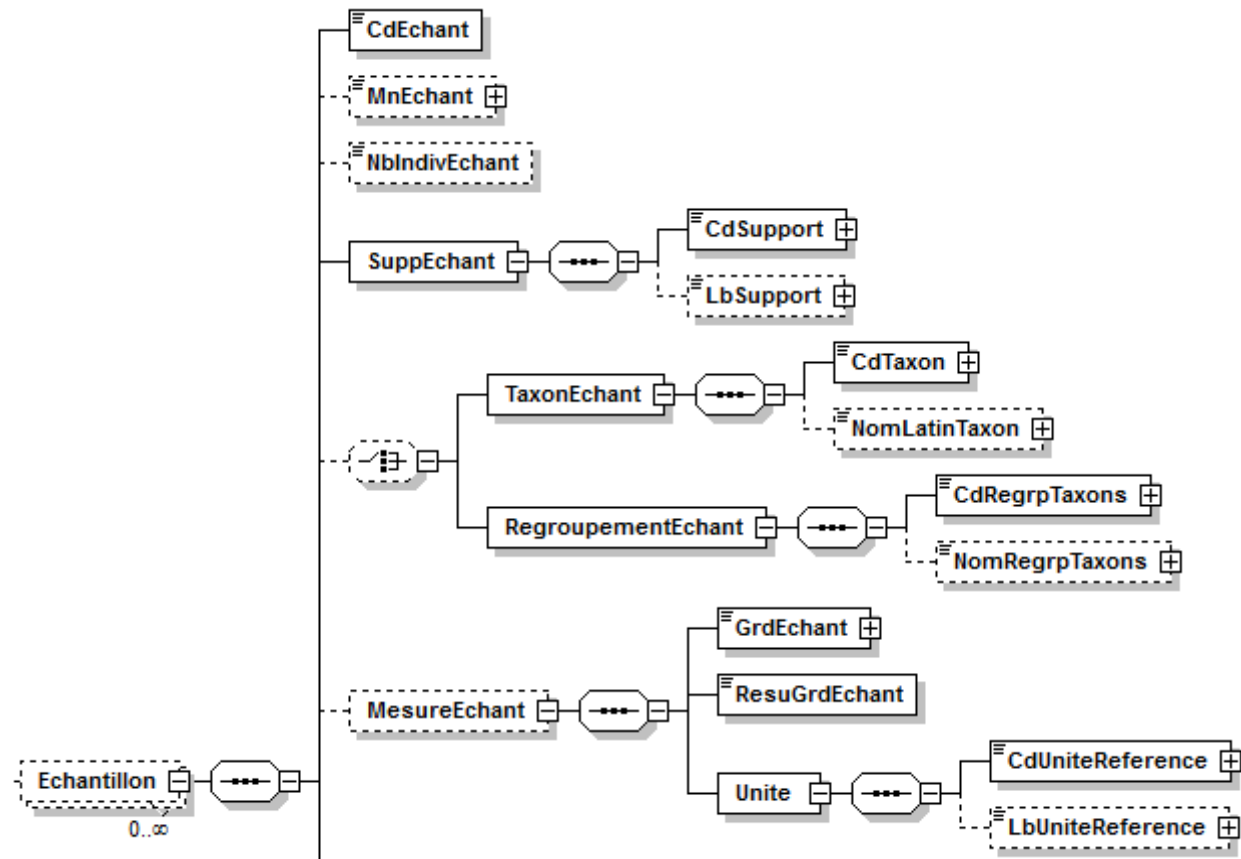 CdEchant
MnEchant
NbIndivEchant
SuppEchant
CdSupport
LbSupport
TaxonEchant
CdTaxon
NomLatinTaxon
RegroupementEchant
CdRegrpTaxons
NomRegrpTaxons
MesureEchant
GrdEchant
ResuGrdEchant
Unite
CdUniteReference
LbUniteReference
Echantillon
0..∞